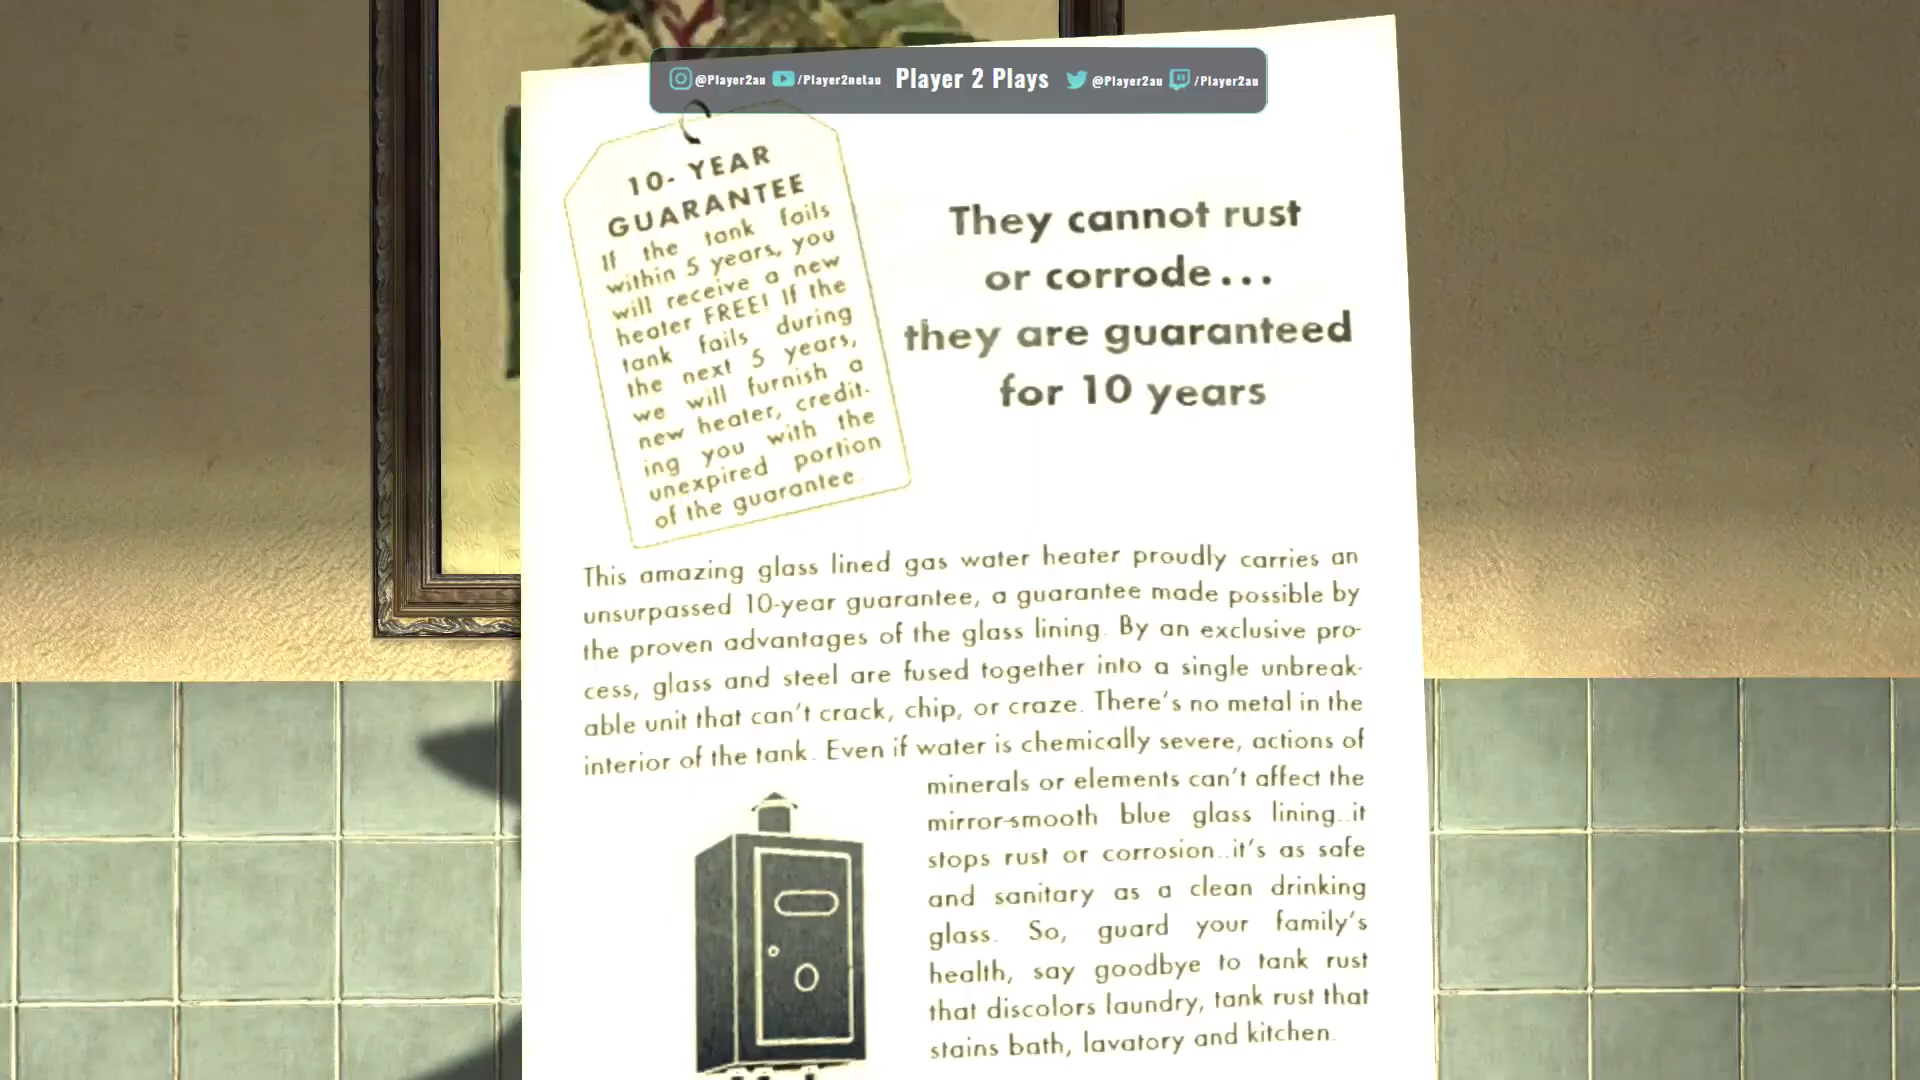 @Player2au /Player2netau Player 2 Plays @Player2au /Player2au
10- YEAR
GUARANTEE
If the tank fails
within 5 years, you
will receive a new
heater FREE! If the
tank fails during
the next 5 years,
we will furnish a
new heater, credit-
ing you with the
unexpired portion
of the guarantee.
They cannot rust
or corrode...
they are guaranteed
for 10 years
This amazing glass lined gas water heater proudly carries an
unsurpassed 10-year guarantee, a guarantee made possible by
the proven advantages of the glass lining. By an exclusive pro-
cess, glass and steel are fused together into a single unbreak-
able unit that can't crack, chip, or craze. There's no metal in the
interior of the tank. Even if water is chemically severe, actions of
minerals or elements can't affect the
mirror-smooth blue glass lining..it
stops rust or corrosion..it's as safe
and sanitary as a clean drinking
glass. So, guard your family's
health, say goodbye to tank rust
that discolors laundry, tank rust that
stains bath, lavatory and kitchen.